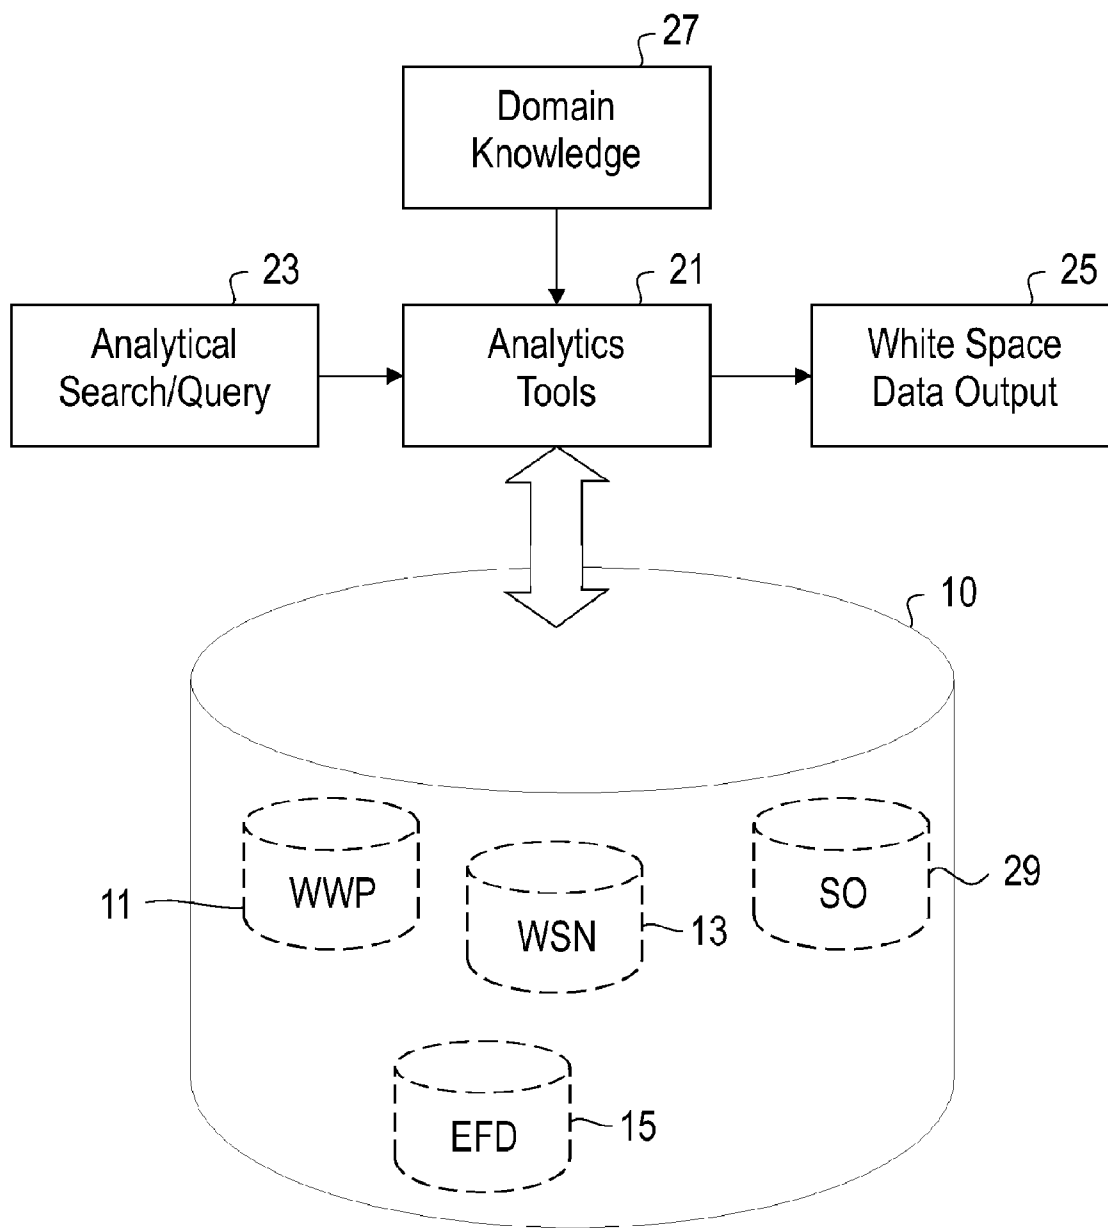 27
Domain
Knowledge
23
21
25
Analytical
Search/Query
Analytics
Tools
White Space
Data Output
10
WWP
11
WSN
13
SO
29
EFD
15